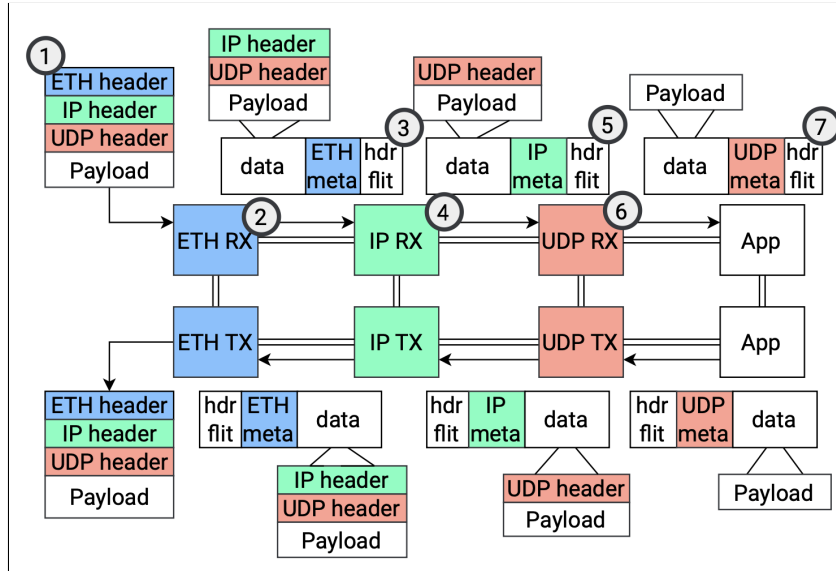 1
ETH header
IP header
UDP header
Payload
IP header
UDP header
Payload
data
ETH
meta
hdr
flit
3
UDP header
Payload
data
IP
meta
hdr
flit
5
Payload
data
UDP
meta
hdr
flit
7
ETH RX
2
IP RX
4
UDP RX
6
App
ETH TX
IP TX
UDP TX
App
ETH header
IP header
UDP header
Payload
hdr
flit
ETH
meta
data
IP header
UDP header
Payload
hdr
flit
IP
meta
data
UDP header
Payload
hdr
flit
UDP
meta
data
Payload